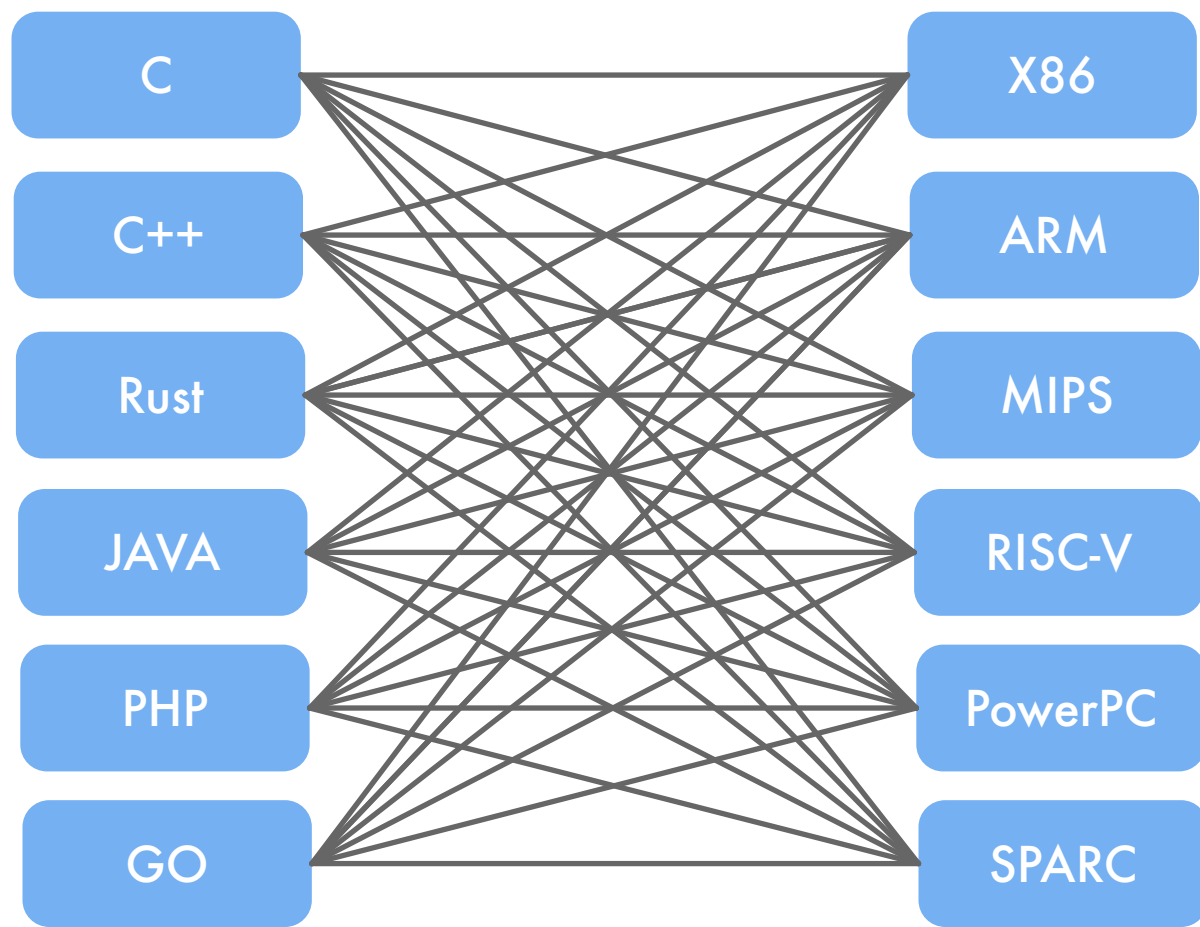 C
C++
Rust
JAVA
PHP
GO
X86
ARM
MIPS
RISC-V
PowerPC
SPARC